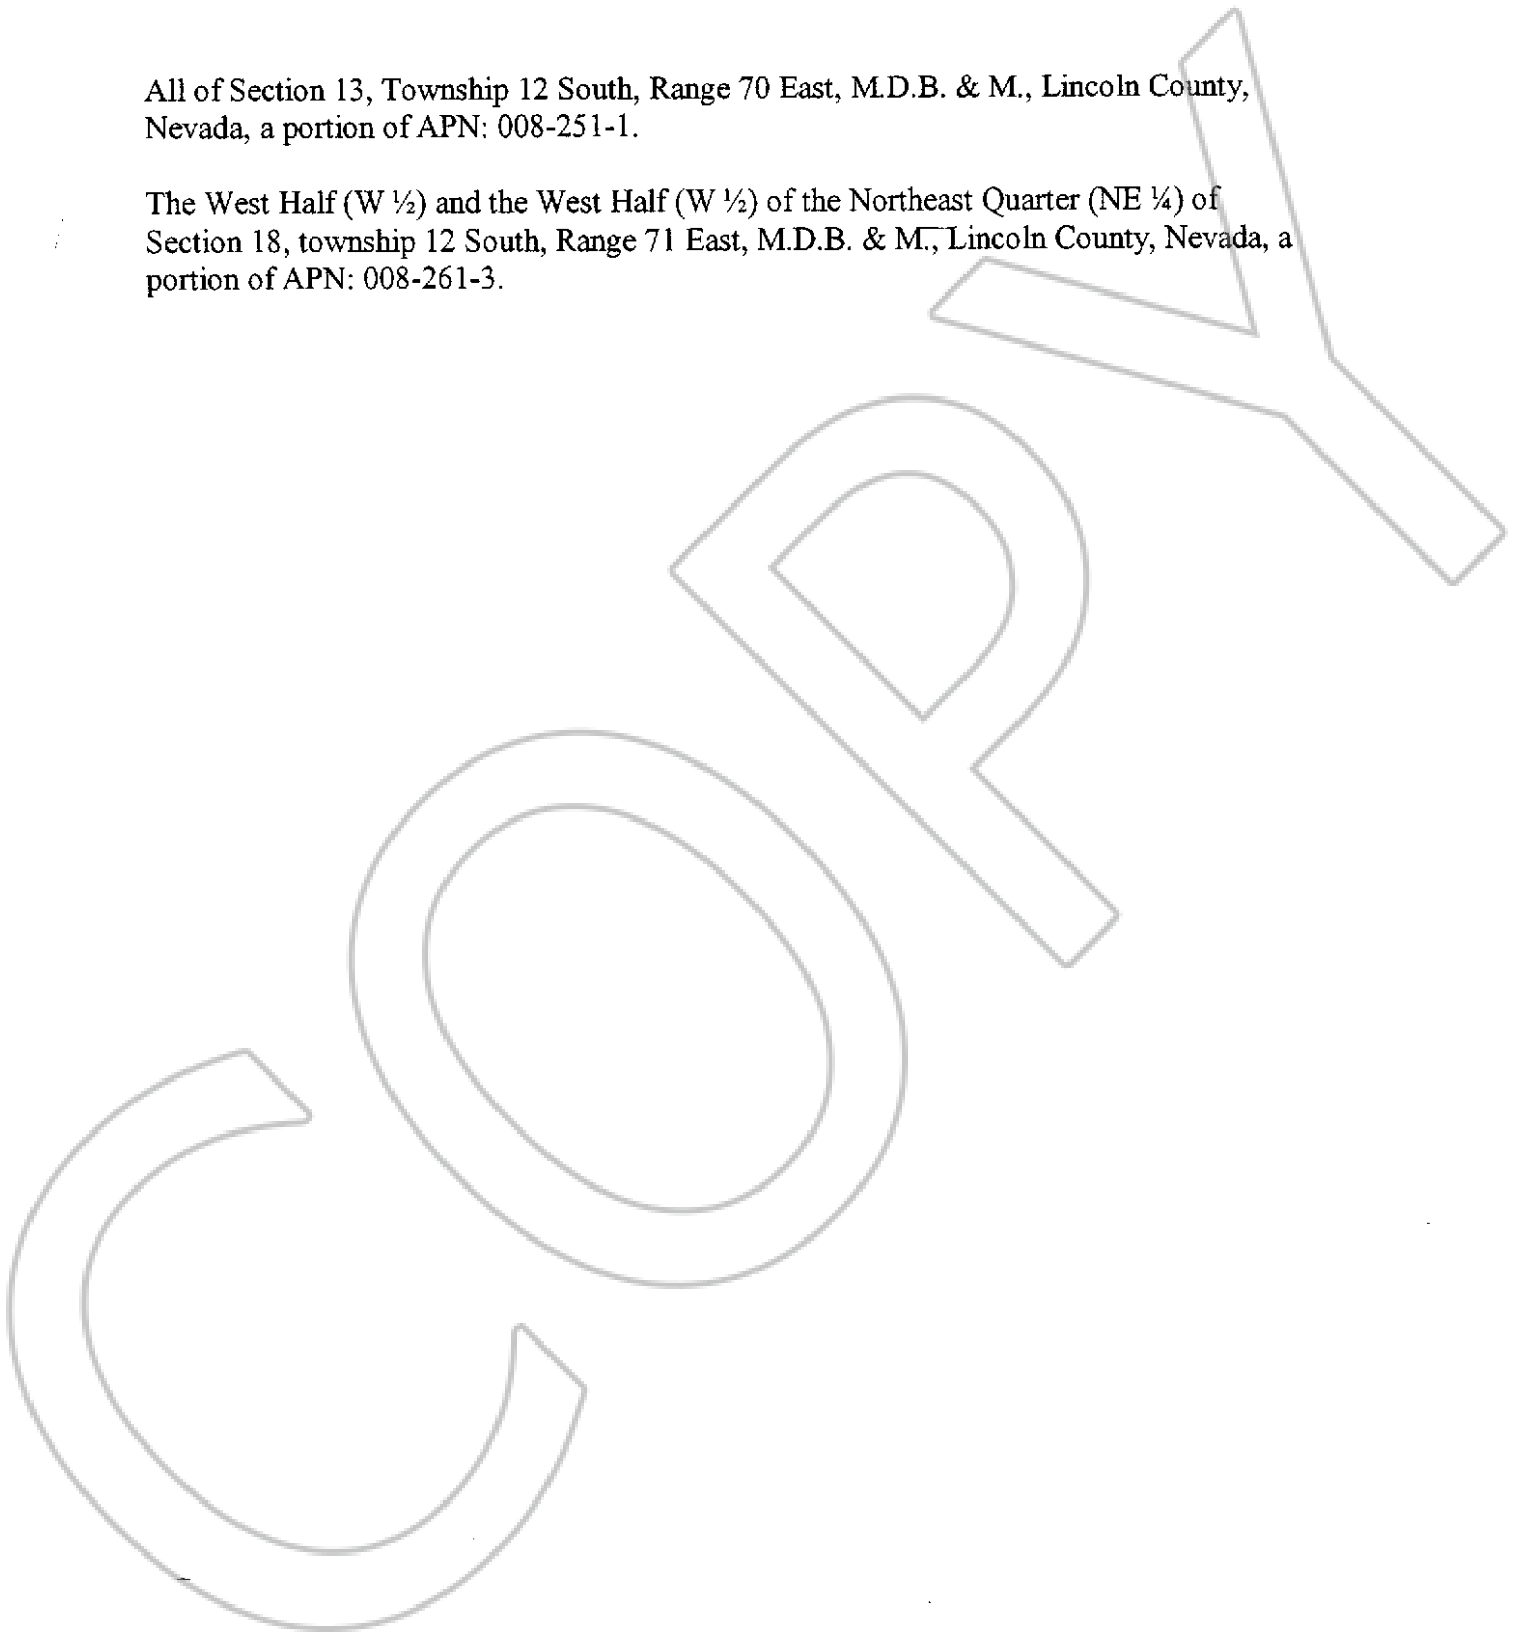 All of Section 13, Township 12 South, Range 70 East, M.D.B. & M., Lincoln County,
Nevada, a portion of APN: 008-251-1.
The West Half (W ½) and the West Half (W ½) of the Northeast Quarter (NE ¼) of
Section 18, township 12 South, Range 71 East, M.D.B. & M., Lincoln County, Nevada, a
portion of APN: 008-261-3.
COPY